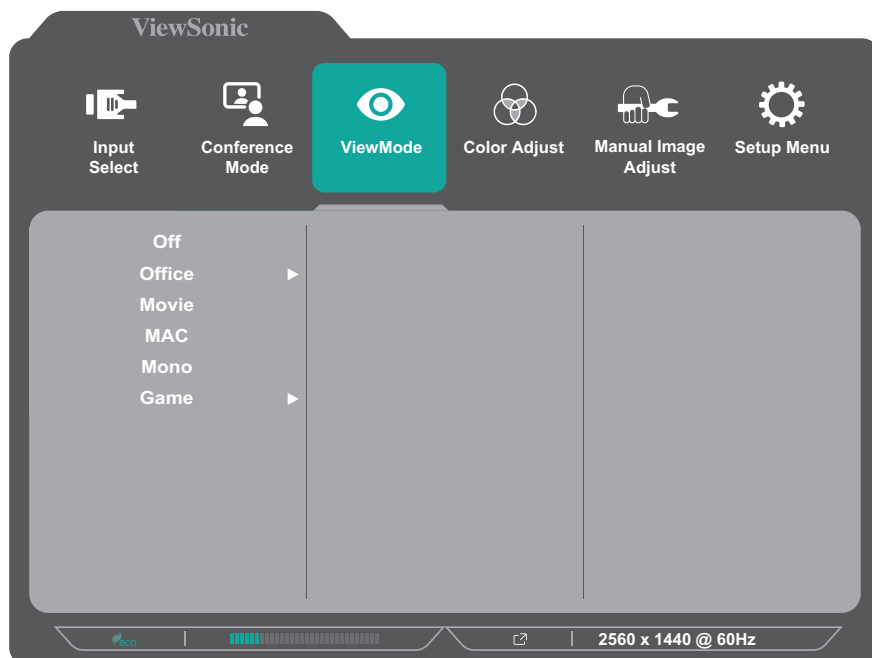 ViewSonic
Input
Select
Conference
Mode
ViewMode
Color Adjust
Manual Image
Adjust
Setup Menu
Off
Office
Movie
MAC
Mono
Game
eco
2560 x 1440 @ 60Hz